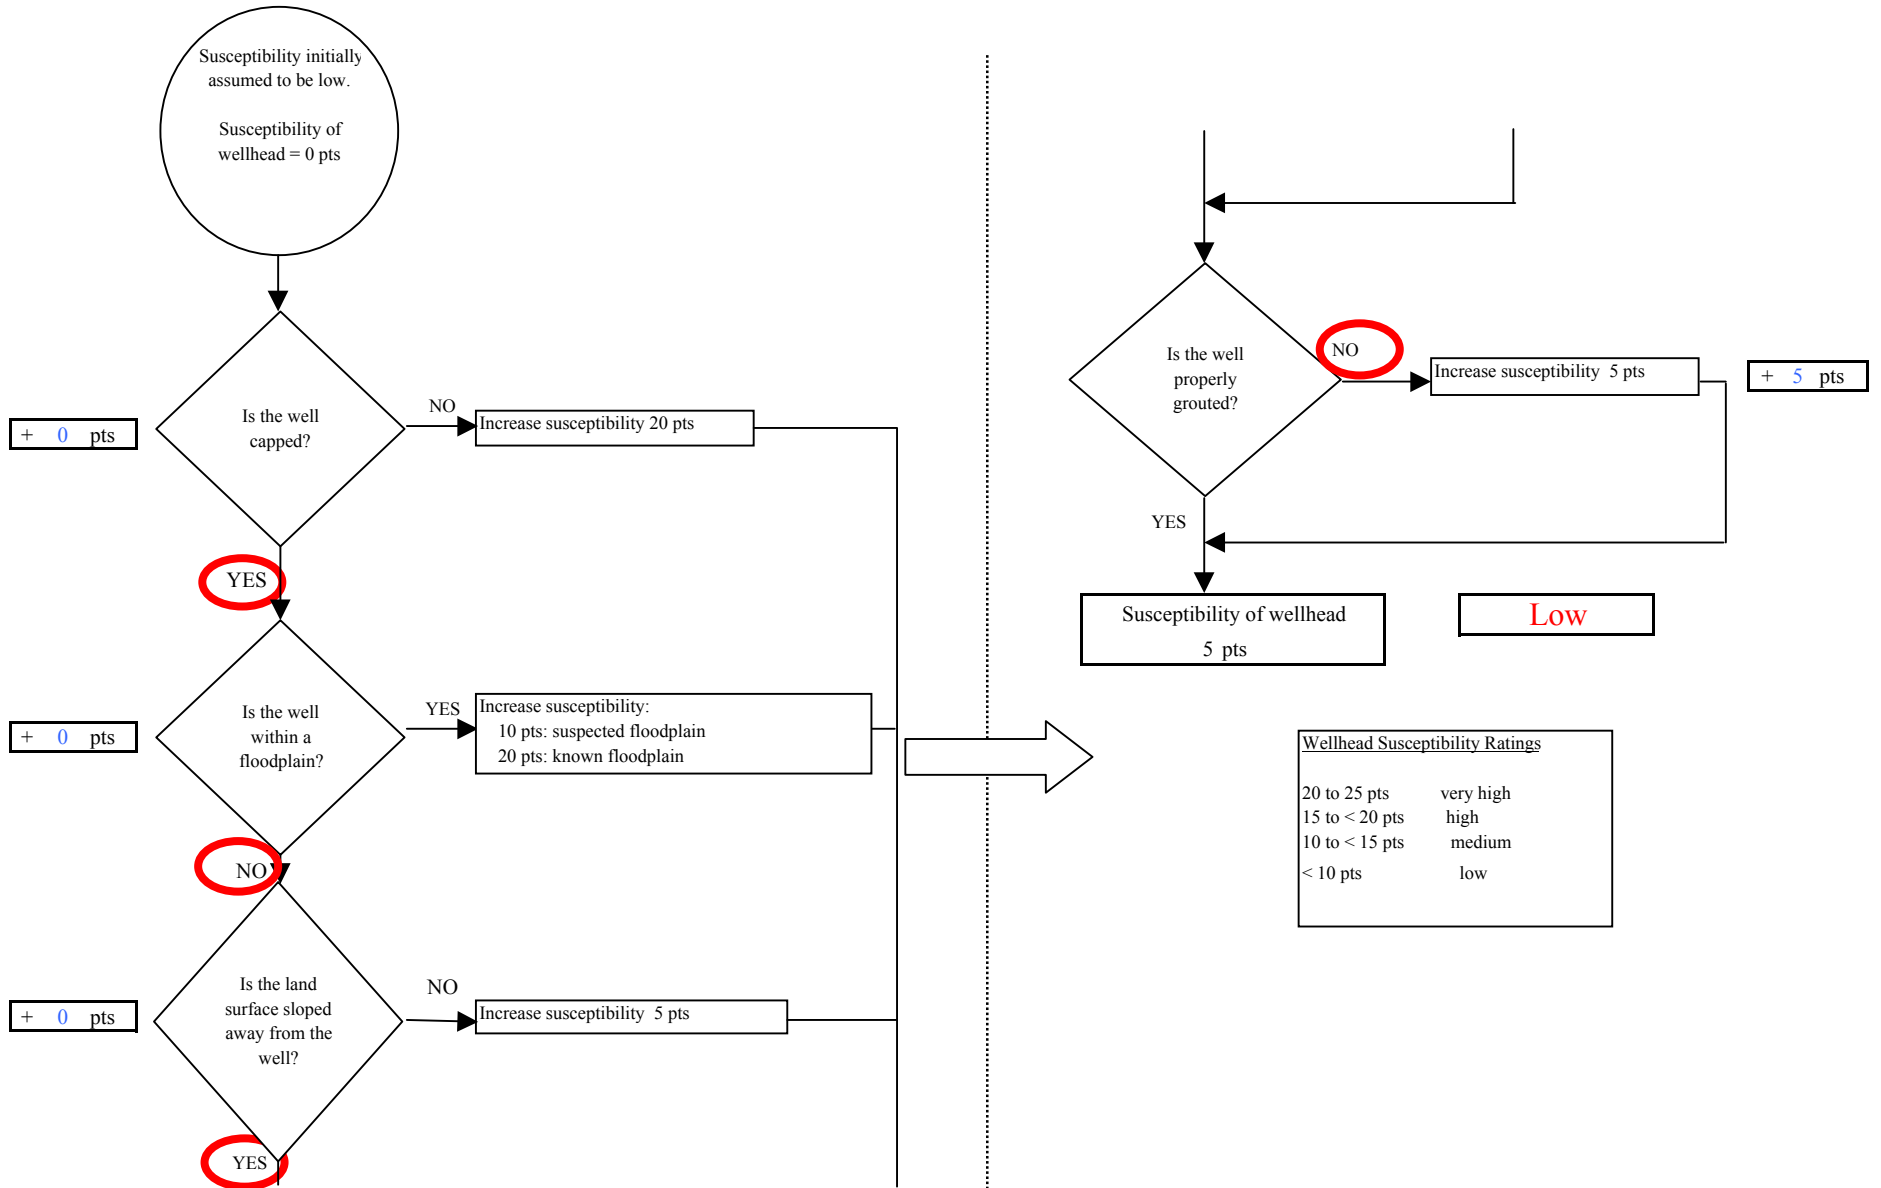 Susceptibility initially
assumed to be low.
Susceptibility of
wellhead = 0 pts
Is the well
capped?
NO
Increase susceptibility 20 pts
+ 0 pts
YES
Is the well
within a
floodplain?
YES
Increase susceptibility:
10 pts: suspected floodplain
20 pts: known floodplain
+ 0 pts
NO
Is the land
surface sloped
away from the
well?
NO
Increase susceptibility 5 pts
+ 0 pts
YES
Is the well
properly
grouted?
NO
Increase susceptibility 5 pts
+ 5 pts
YES
Susceptibility of wellhead
5 pts
Low
Wellhead Susceptibility Ratings
20 to 25 pts very high
15 to < 20 pts high
10 to < 15 pts medium
< 10 pts low